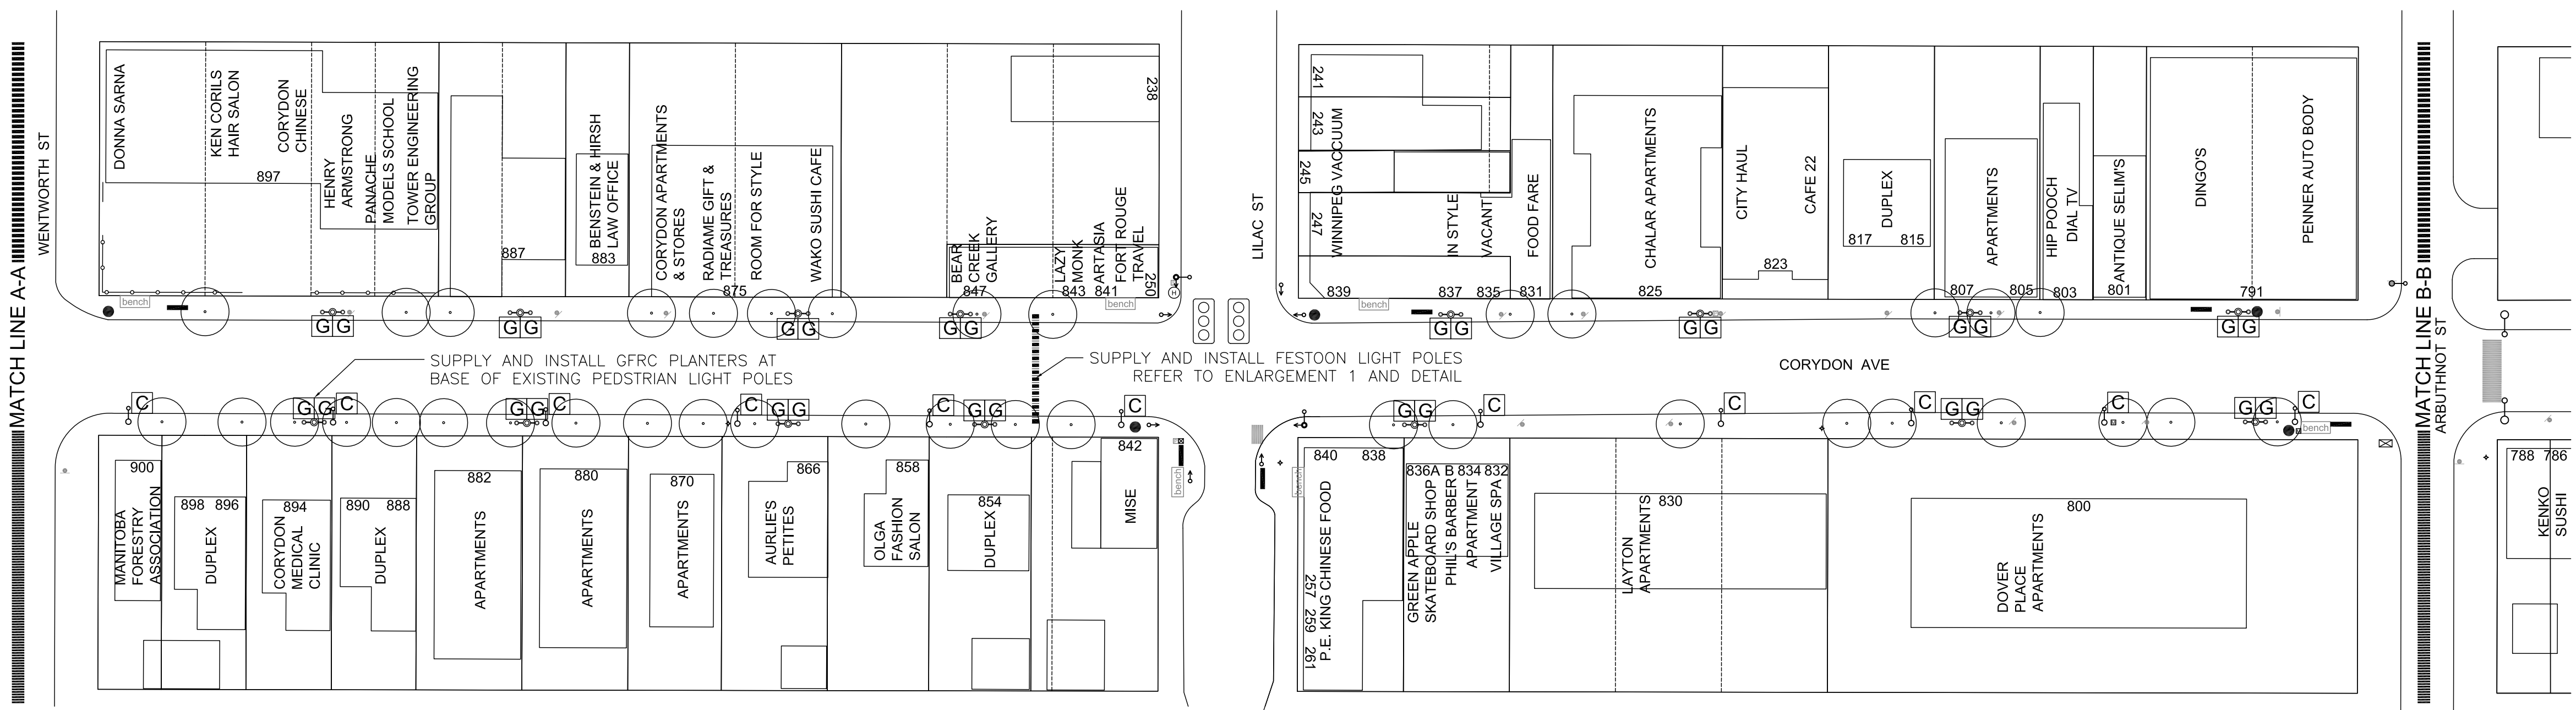 MATCH LINE A-A
WENTWORTH ST
DONNA SARNA
KEN CORILS
HAIR SALON
CORYDON
CHINESE
897
HENRY
ARMSTRONG
PANACHE
MODELS SCHOOL
TOWER ENGINEERING
GROUP
887
BENSTEIN & HIRSH
LAW OFFICE
883
CORYDON APARTMENTS
& STORES
RADIAME GIFT &
TREASURES
ROOM FOR STYLE
WAKO SUSHI CAFE
875
238
BEAR
CREEK
GALLERY
847
LAZY
MONK
ARTASIA
FORT ROUGE
TRAVEL
250
843 841
bench
bench
H
G G
G G
G G
G G
LILAC ST
241
243
245
247
WINNIPEG VACCUUM
839
bench
IN STYLE
837
VACANT
835
FOOD FARE
831
CHALAR APARTMENTS
825
CITY HAUL
CAFE 22
823
DUPLEX
817 815
APARTMENTS
807 805
HIP POOCH
DIAL TV
803
ANTIQUE SELIM'S
801
DINGO'S
791
PENNER AUTO BODY
G G
G G
G G
G G
MATCH LINE B-B
ARBUTHNOT ST
SUPPLY AND INSTALL GFRC PLANTERS AT
BASE OF EXISTING PEDSTRIAN LIGHT POLES
SUPPLY AND INSTALL FESTOON LIGHT POLES
REFER TO ENLARGEMENT 1 AND DETAIL
CORYDON AVE
C
G G
C
G G
C
C
G G
C
G G
C
G G
C
C
C
G G
C
G G
C
900
MANITOBA
FORESTRY
ASSOCIATION
898 896
DUPLEX
894
CORYDON
MEDICAL
CLINIC
890 888
DUPLEX
882
APARTMENTS
880
APARTMENTS
870
APARTMENTS
866
AURLIE'S
PETITES
858
OLGA
FASHION
SALON
854
DUPLEX
842
MISE
bench
bench
840 838
P.E. KING CHINESE FOOD
257 259 261
836A B 834 832
GREEN APPLE
SKATEBOARD SHOP
PHIL'S BARBER
APARTMENT
VILLAGE SPA
830
LAYTON
APARTMENTS
800
DOVER
PLACE
APARTMENTS
bench
788 786
KENKO
SUSHI